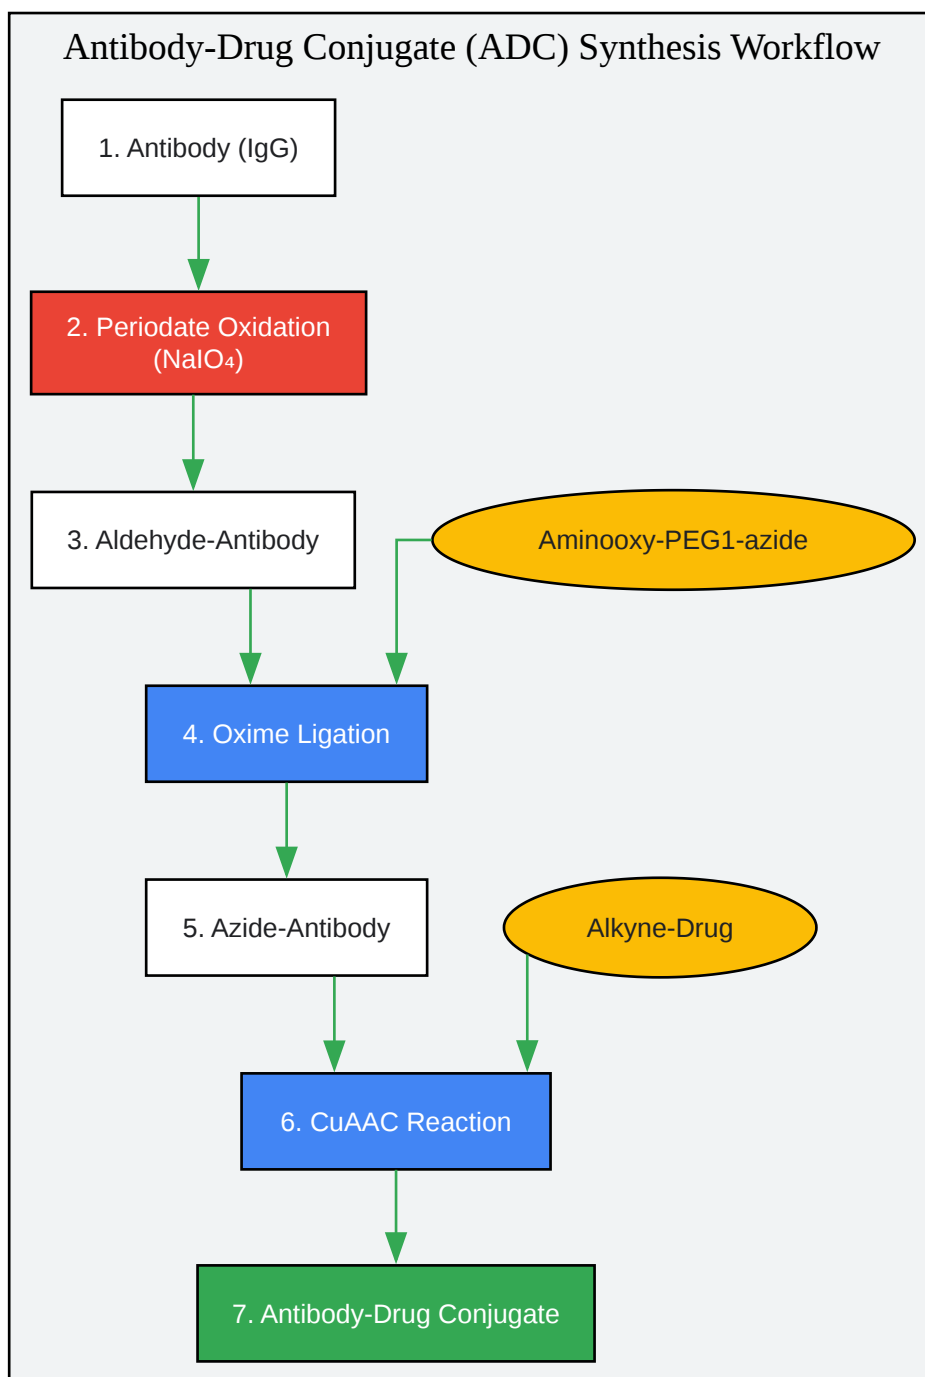 Antibody-Drug Conjugate (ADC) Synthesis Workflow
1. Antibody (IgG)
2. Periodate Oxidation
(NaIO₄)
3. Aldehyde-Antibody
Aminooxy-PEG1-azide
4. Oxime Ligation
5. Azide-Antibody
Alkyne-Drug
6. CuAAC Reaction
7. Antibody-Drug Conjugate